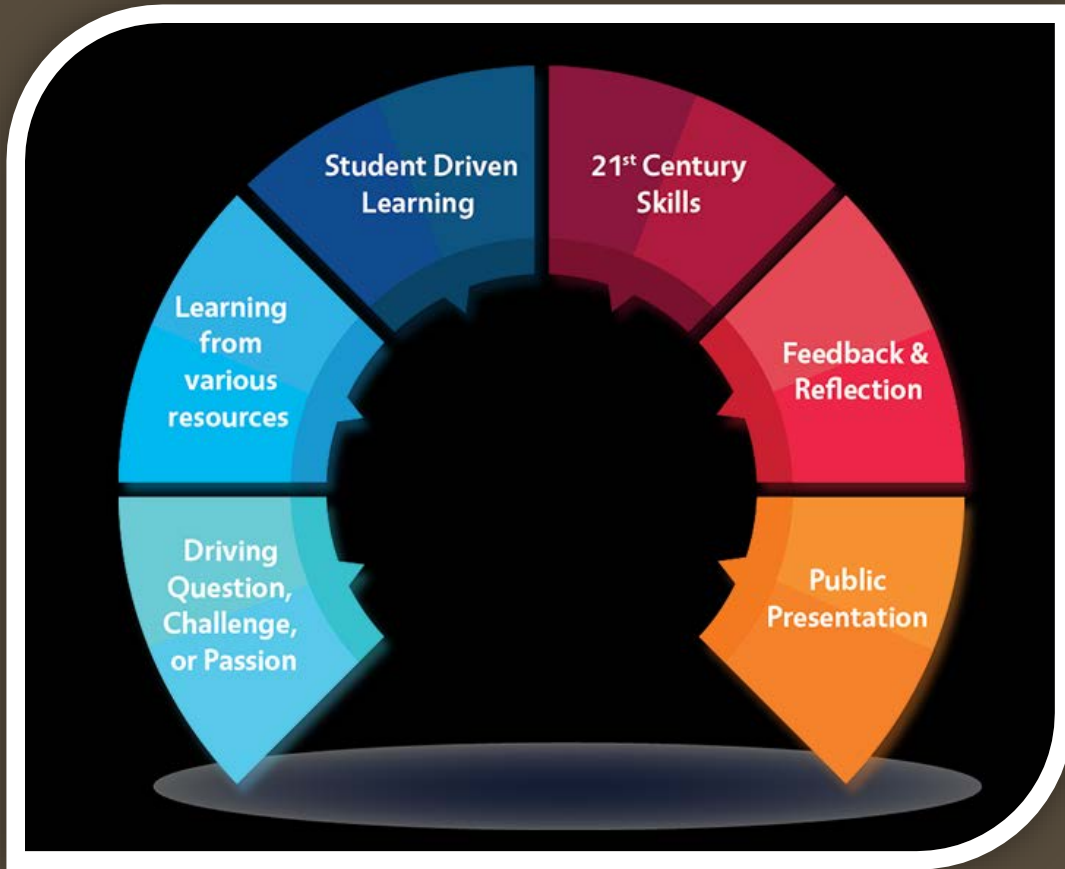 Driving
Question,
Challenge,
or Passion
Learning
from
various
resources
Student Driven
Learning
21st Century
Skills
Feedback &
Reflection
Public
Presentation